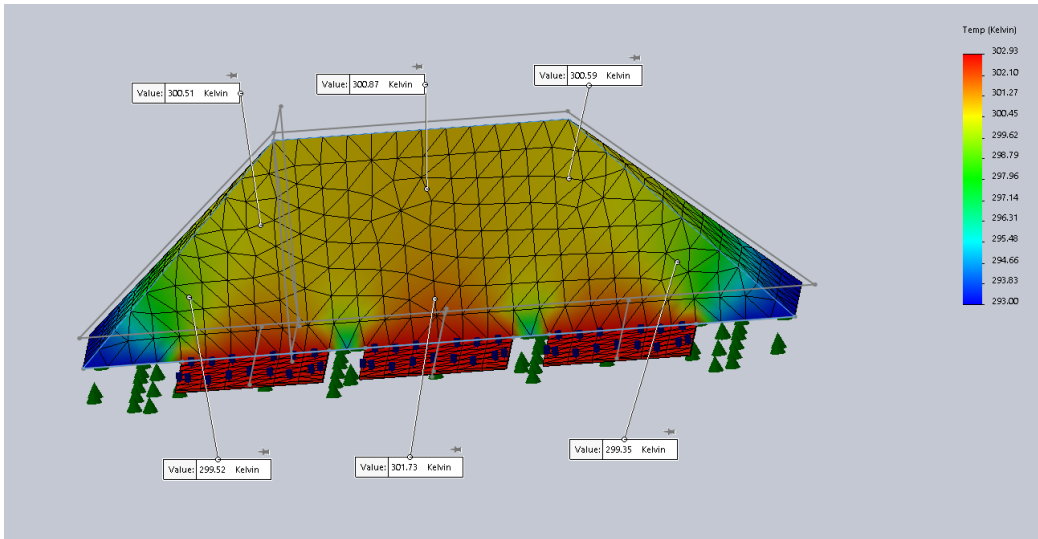 Temp (Kelvin)
302.93
302.10
301.27
300.45
299.62
298.79
297.96
297.14
296.31
295.48
294.66
293.83
293.00
Value: 300.51 Kelvin
Value: 300.87 Kelvin
Value: 300.59 Kelvin
Value: 299.52 Kelvin
Value: 301.73 Kelvin
Value: 299.35 Kelvin